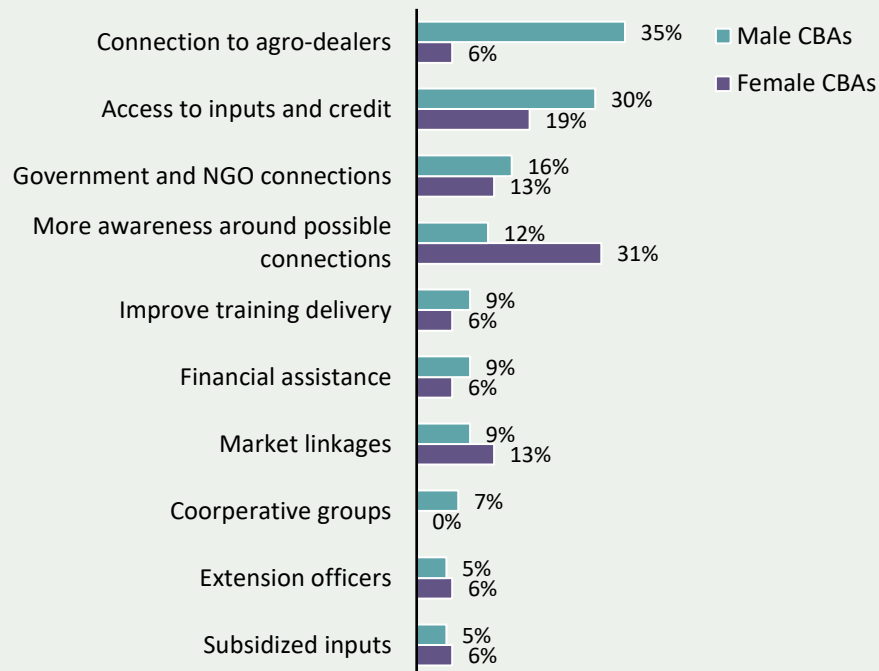 Connection to agro-dealers
35%
6%
Male CBAs
Female CBAs
Access to inputs and credit
30%
19%
Government and NGO connections
16%
13%
More awareness around possible
connections
12%
31%
Improve training delivery
9%
6%
Financial assistance
9%
6%
Market linkages
9%
13%
Coorperative groups
7%
0%
Extension officers
5%
6%
Subsidized inputs
5%
6%